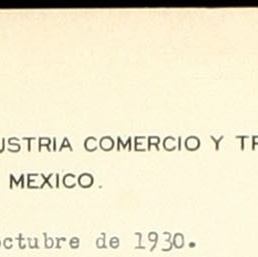 USTRIA COMERCIO Y TR
MEXICO.
octubre de 1930.